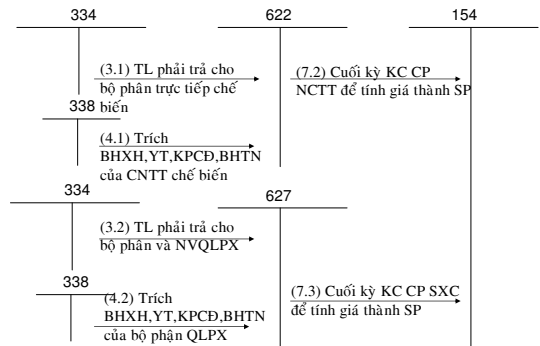 334
622
154
(3.1) TL phải trả cho
bộ phân trực tiếp chế
biến
(7.2) Cuối kỳ KC CP
NCTT để tính giá thành SP
338
(4.1) Trích
BHXH,YT,KPCĐ,BHTN
của CNTT chế biến
334
627
(3.2) TL phải trả cho
bộ phân và NVQLPX
338
(4.2) Trích
BHXH,YT,KPCĐ,BHTN
của bộ phận QLPX
(7.3) Cuối kỳ KC CP SXC
để tính giá thành SP